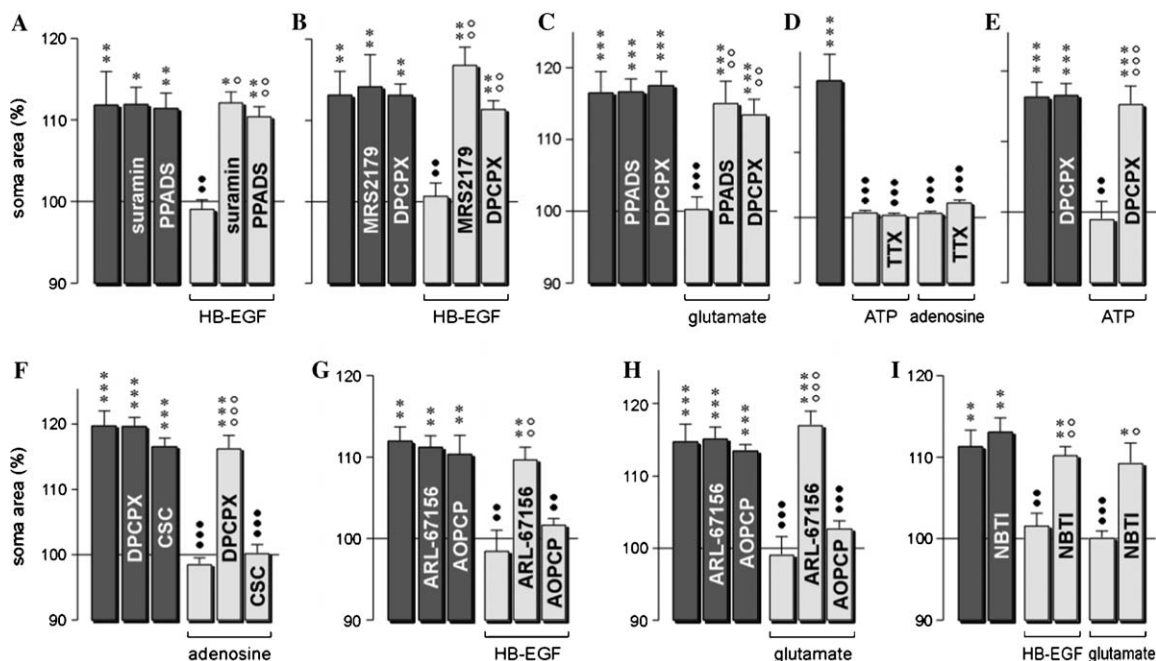 A
B
C
D
E
soma area (%)
120
110
100
90
suramin
PPADS
suramin
PPADS
HB-EGF
MRS2179
DPCPX
MRS2179
DPCPX
HB-EGF
120
110
100
90
PPADS
DPCPX
PPADS
DPCPX
glutamate
TTX
TTX
ATP
adenosine
DPCPX
DPCPX
ATP
F
G
H
I
soma area (%)
120
110
100
90
DPCPX
CSC
DPCPX
CSC
adenosine
120
110
100
90
ARL-67156
AOPCP
ARL-67156
AOPCP
HB-EGF
120
110
100
90
ARL-67156
AOPCP
ARL-67156
AOPCP
glutamate
120
110
100
90
NBTI
NBTI
NBTI
HB-EGF
glutamate